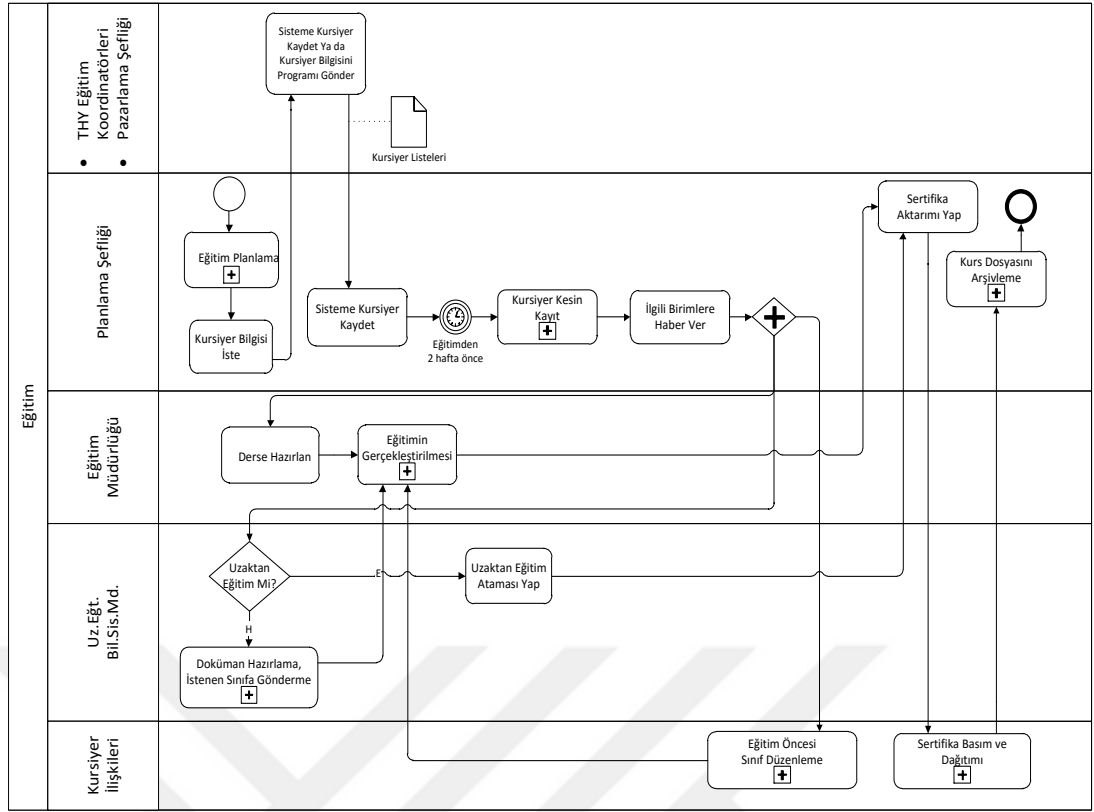 Eğitim
THY Eğitim
Koordinatörleri
Pazarlama Şefliği
Sisteme Kursiyer
Kaydet Ya da
Kursiyer Bilgisini
Programı Gönder
Kursiyer Listeleri
Planlama Şefliği
Eğitim Planlama
Kursiyer Bilgisi
İste
Sisteme Kursiyer
Kaydet
Eğitimden
2 hafta önce
Kursiyer Kesin
Kayıt
İlgili Birimlere
Haber Ver
Sertifika
Aktarımı Yap
Kurs Dosyasını
Arşivleme
Eğitim
Müdürlüğü
Derse Hazırlan
Eğitimin
Gerçekleştirilmesi
Uz.Eğt.
Bil.Sis.Md.
Uzaktan
Eğitim Mi?
E
Uzaktan Eğitim
Ataması Yap
H
Doküman Hazırlama,
İstenen Sınıfa Gönderme
Kursiyer
İlişkileri
Eğitim Öncesi
Sınıf Düzenleme
Sertifika Basım ve
Dağıtımı